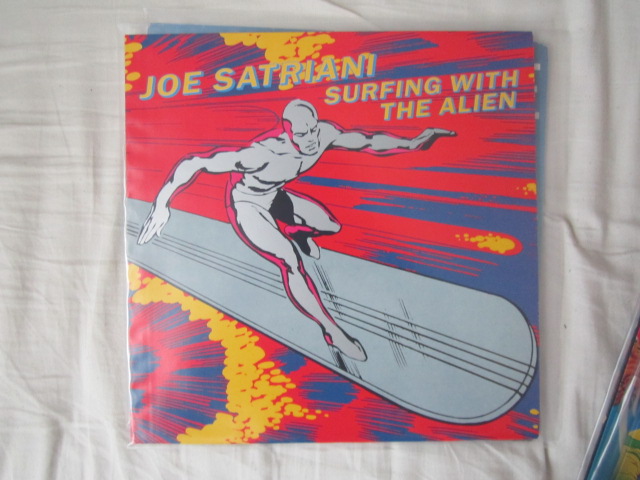 JOE SATRIANI
SURFING WITH
THE ALIEN